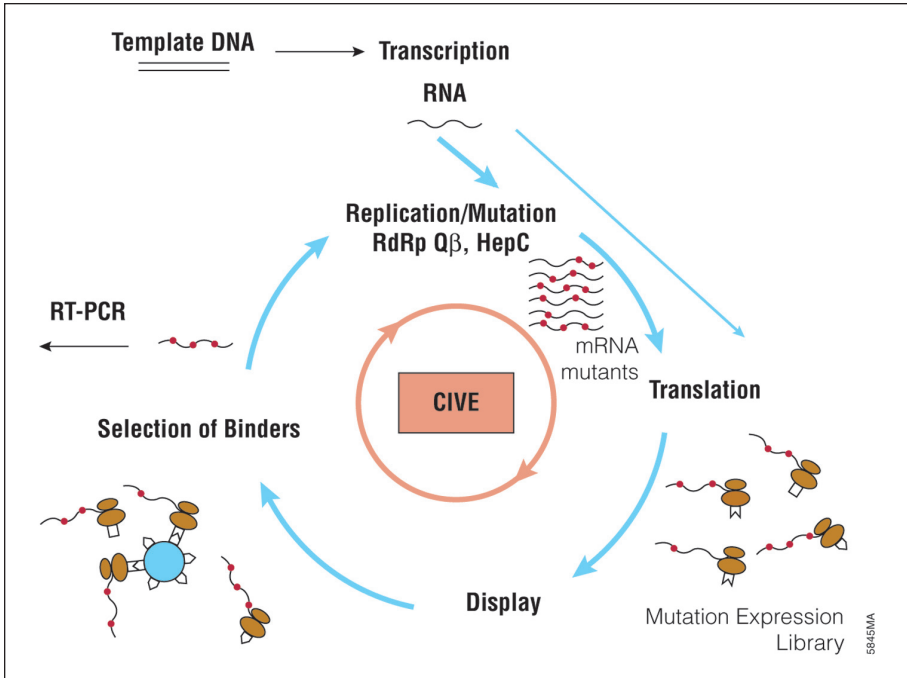 Template DNA
Transcription
RNA
Replication/Mutation
RdRp Qβ, HepC
RT-PCR
mRNA
mutants
Translation
CIVE
Selection of Binders
Display
Mutation Expression
Library
5845MA